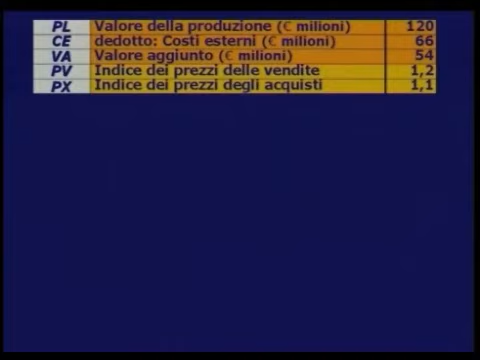 PL Valore della produzione (€ milioni) 120
CE dedotto: Costi esterni (€ milioni) 66
VA Valore aggiunto (€ milioni) 54
PV Indice dei prezzi delle vendite 1,2
PX Indice dei prezzi degli acquisti 1,1